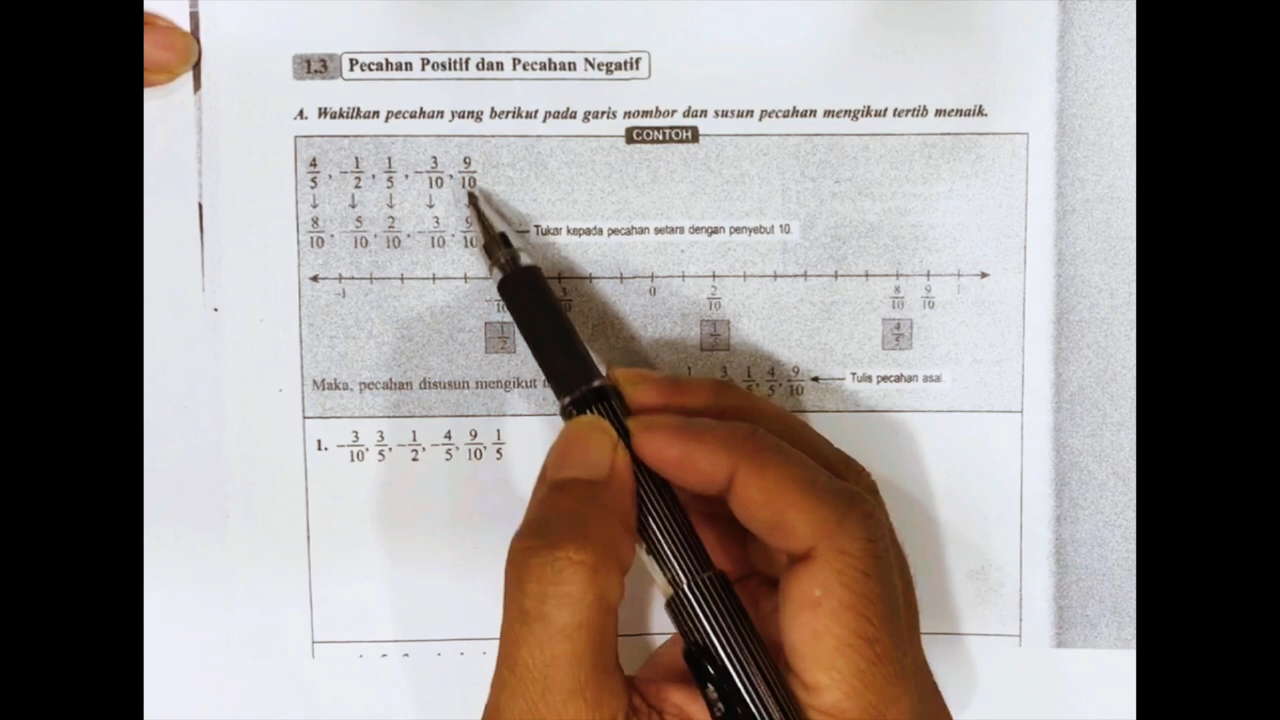 1.3 Pecahan Positif dan Pecahan Negatif
A. Wakilkan pecahan yang berikut pada garis nombor dan susun pecahan mengikut tertib menaik.
CONTOH
4/5, -1/2, 1/5, -3/10, 9/10
↓ ↓ ↓ ↓
8/10, -5/10, 2/10, -3/10, 9/10 Tukar kepada pecahan setara dengan penyebut 10.
-1 0 2/10 8/10 9/10 1
-1/2 1/5 4/5
Maka, pecahan disusun mengikut 1/5, 4/5, 9/10 ← Tulis pecahan asal.
1. -3/10, 3/5, -1/2, -4/5, 9/10, 1/5